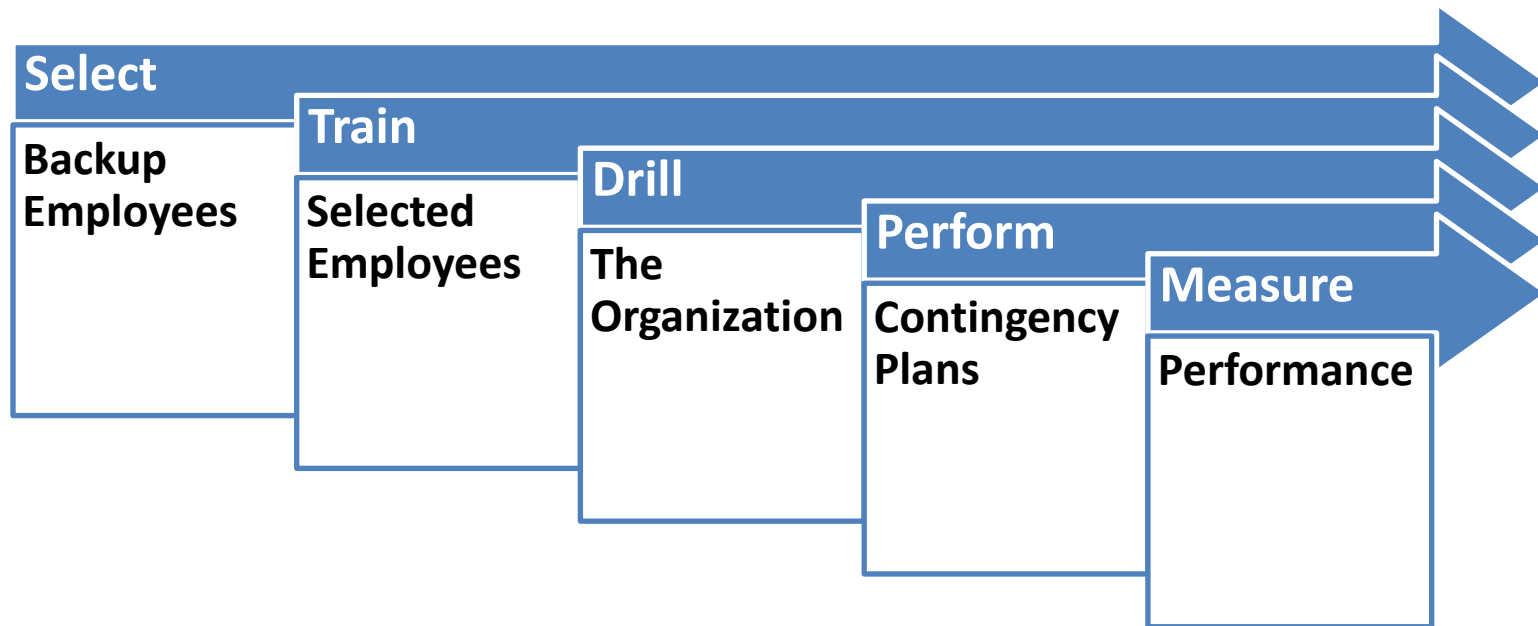 Select
Backup
Employees
Train
Selected
Employees
Drill
The
Organization
Perform
Contingency
Plans
Measure
Performance